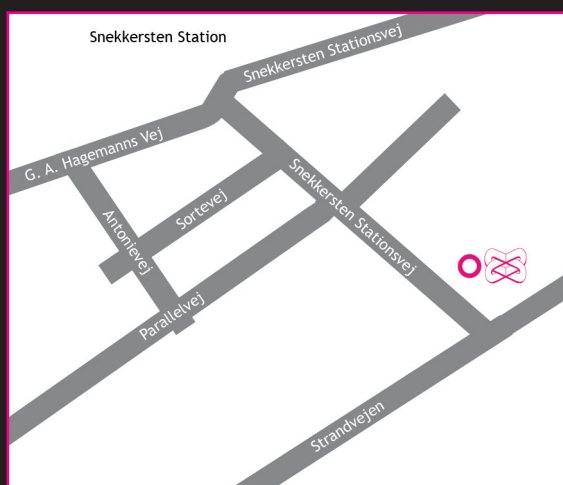 Snekkersten Station
Snekkersten Stationsvej
G. A. Hagemanns Vej
Snekkersten Stationsvej
Sortevej
Antonievej
Parallelvej
Strandvejen